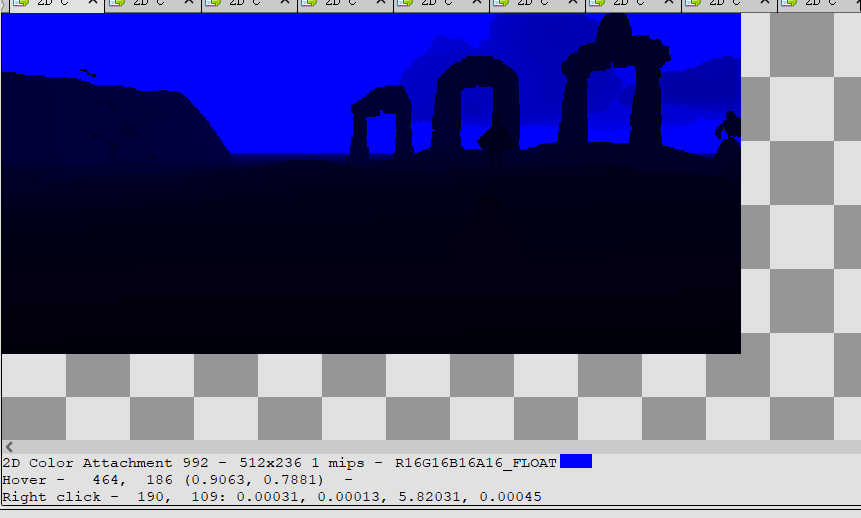 2D C 2D C 2D C 2D C 2D C 2D C 2D C 2D C 2D C
2D Color Attachment 992 - 512x236 1 mips - R16G16B16A16_FLOAT
Hover - 464, 186 (0.9063, 0.7881) -
Right click - 190, 109: 0.00031, 0.00013, 5.82031, 0.00045